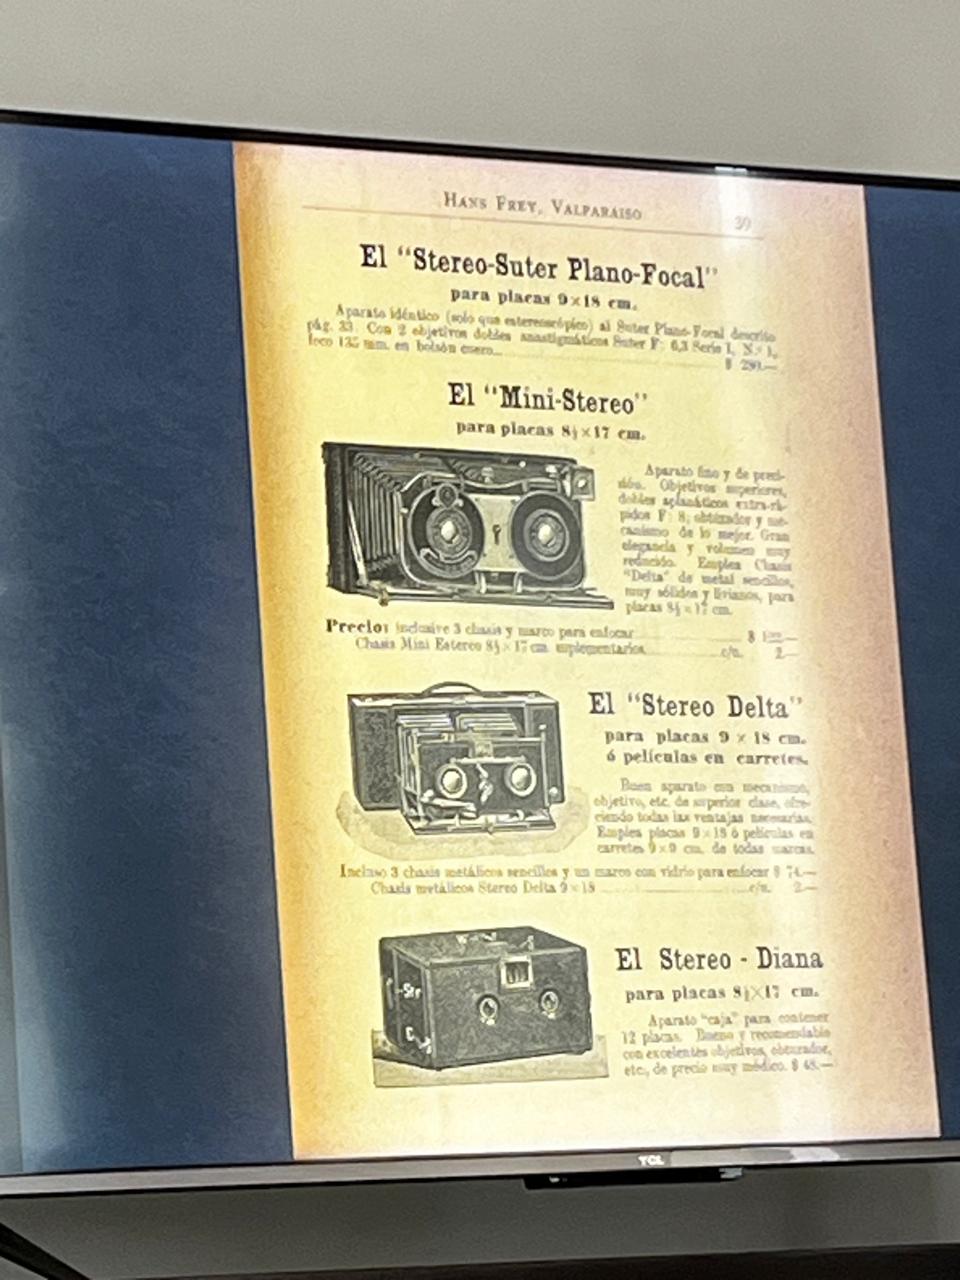 HANS FREY, VALPARAISO
39
El "Stereo-Suter Plano-Focal"
para placas 9×18 cm.
Aparato idéntico (solo que estereoscópico) al Suter Plano-Focal descrito
pág. 33. Con 2 objetivos dobles anastigmáticos Suter F: 6,3 Serie I, N.º 1,
foco 135 mm. en bolsón cuero...
El "Mini-Stereo"
para placas 8½×17 cm.
Aparato fino y de preci-
sión. Objetivos superiores,
dobles aplanáticos extra-rá-
pidos F: 8, obturador y me-
canismo de lo mejor. Gran
elegancia y volumen muy
reducido. Emplea Chasis
"Delta" de metal sencillos,
muy sólidos y livianos, para
placas 8½×17 cm.
Precio: inclusive 3 chasis y marco para enfocar $
Chasis Mini Estereo 8½×17 cm. suplementarios c/u. 2.—
El "Stereo Delta"
para placas 9 × 18 cm.
ó películas en carretes.
Buen aparato con mecanismo,
objetivo, etc. de superior clase, ofre-
ciendo todas las ventajas necesarias.
Emplea placas 9×18 ó películas en
carretes 9×9 cm. de todas marcas.
Incluso 3 chasis metálicos sencillos y un marco con vidrio para enfocar $ 74.—
Chasis metálicos Stereo Delta 9×18 c/u. 2.—
Ste
El Stereo - Diana
para placas 8½×17 cm.
Aparato "caja" para contener
12 placas. Bueno y recomendable
con excelentes objetivos, obturador,
etc., de precio muy módico. $ 48.—
TCL